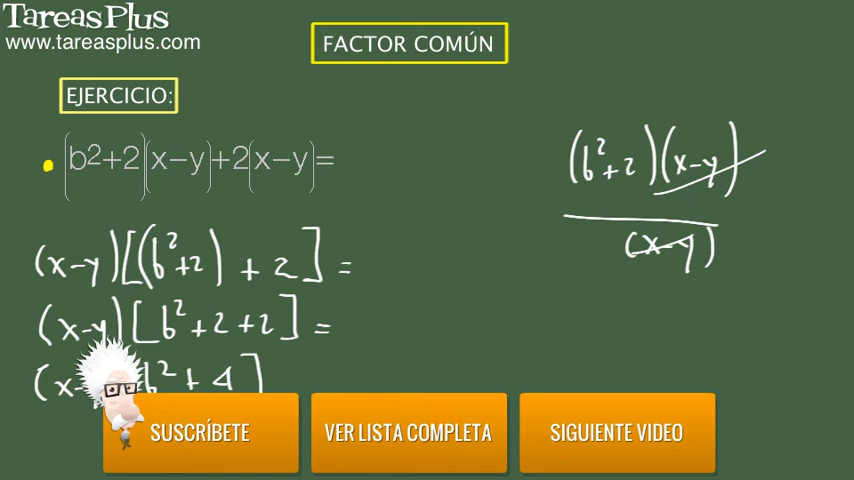 TareasPlus
www.tareasplus.com
FACTOR COMÚN
EJERCICIO:
(b²+2)(x−y)+2(x−y)=
(b²+2)(x−y)
(x−y)
(x−y)[(b²+2) + 2] =
(x−y)[b²+2+2] =
(x− b²+4]
SUSCRÍBETE
VER LISTA COMPLETA
SIGUIENTE VIDEO